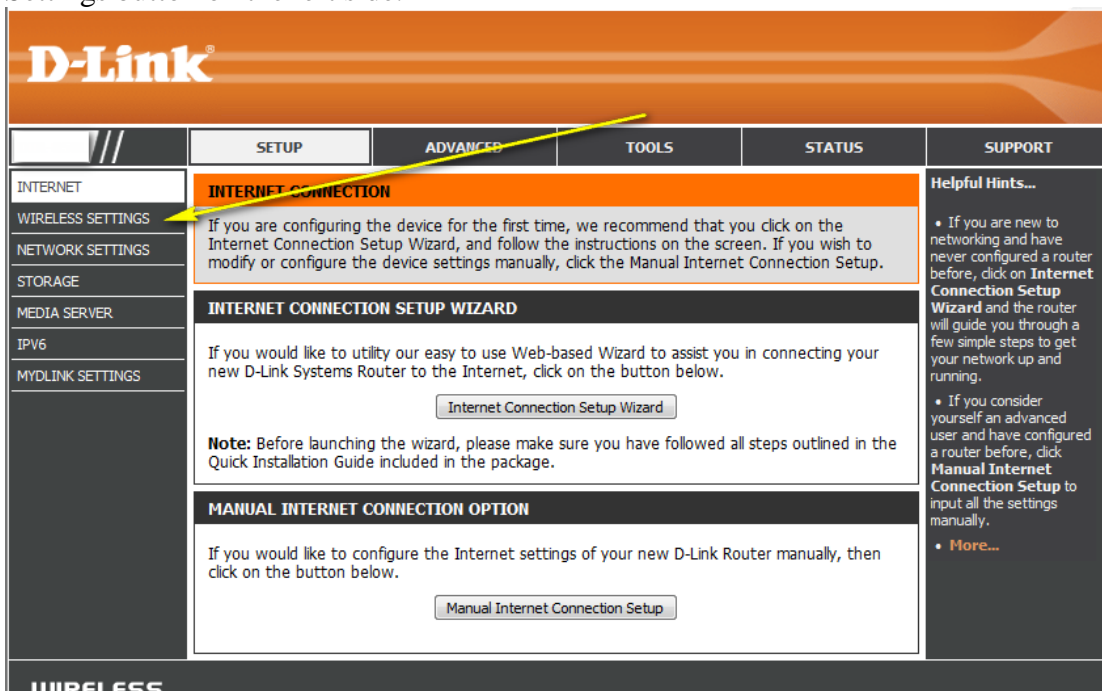 Settings button on the left side.
D-Link®
SETUP
ADVANCED
TOOLS
STATUS
SUPPORT
INTERNET
WIRELESS SETTINGS
NETWORK SETTINGS
STORAGE
MEDIA SERVER
IPV6
MYDLINK SETTINGS
INTERNET CONNECTION
If you are configuring the device for the first time, we recommend that you click on the
Internet Connection Setup Wizard, and follow the instructions on the screen. If you wish to
modify or configure the device settings manually, click the Manual Internet Connection Setup.
INTERNET CONNECTION SETUP WIZARD
If you would like to utility our easy to use Web-based Wizard to assist you in connecting your
new D-Link Systems Router to the Internet, click on the button below.
Internet Connection Setup Wizard
Note: Before launching the wizard, please make sure you have followed all steps outlined in the
Quick Installation Guide included in the package.
MANUAL INTERNET CONNECTION OPTION
If you would like to configure the Internet settings of your new D-Link Router manually, then
click on the button below.
Manual Internet Connection Setup
Helpful Hints...
• If you are new to
networking and have
never configured a router
before, click on Internet
Connection Setup
Wizard and the router
will guide you through a
few simple steps to get
your network up and
running.
• If you consider
yourself an advanced
user and have configured
a router before, click
Manual Internet
Connection Setup to
input all the settings
manually.
• More...
WIRELESS